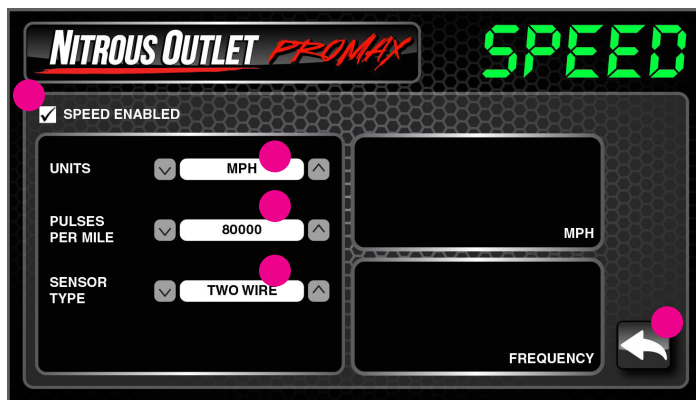 NITROUS OUTLET PROMAX
SPEED
SPEED ENABLED
UNITS
MPH
PULSES
PER MILE
80000
SENSOR
TYPE
TWO WIRE
MPH
FREQUENCY